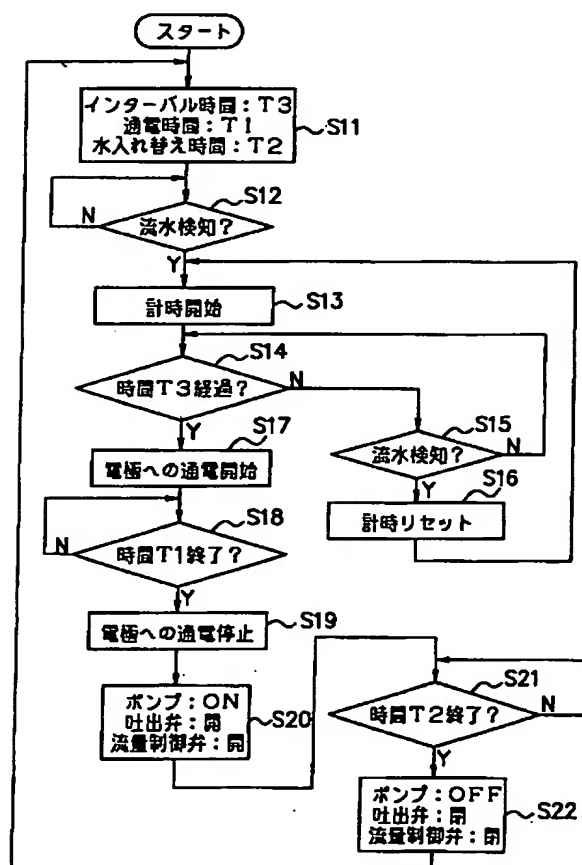 スタート
インターバル時間:T3
通電時間:T1
水入れ替え時間:T2
S11
S12
流水検知?
N
Y
計時開始
S13
S14
時間T3経過?
N
Y
S15
流水検知?
N
Y
S16
計時リセット
S17
電極への通電開始
S18
時間T1終了?
N
Y
電極への通電停止
S19
ポンプ:ON
吐出弁:開
流量制御弁:開
S20
S21
時間T2終了?
N
Y
ポンプ:OFF
吐出弁:閉
流量制御弁:閉
S22